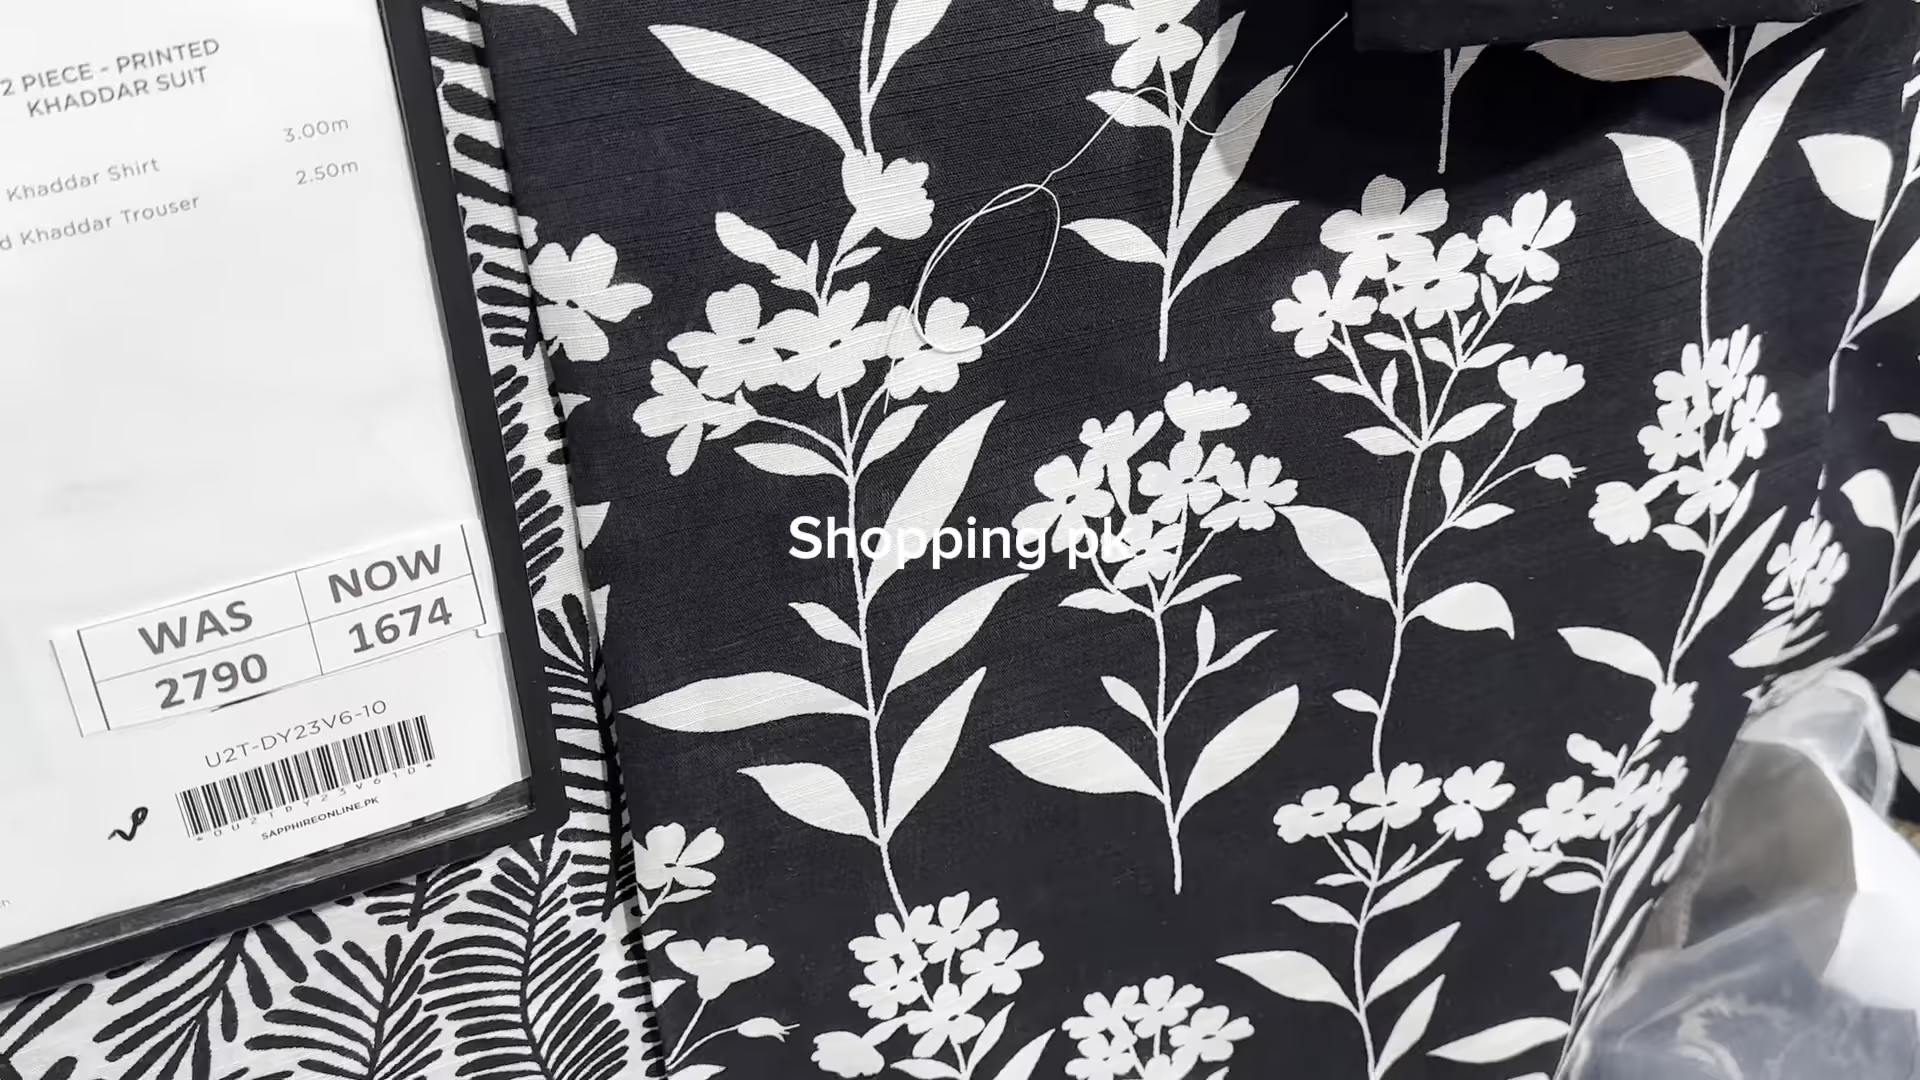 2 PIECE - PRINTED
KHADDAR SUIT
3.00m
Khaddar Shirt
2.50m
d Khaddar Trouser
WAS NOW
2790 1674
U2T-DY23V6-10
*0U2TDY23V610*
SAPPHIREONLINE.PK
Shopping pk